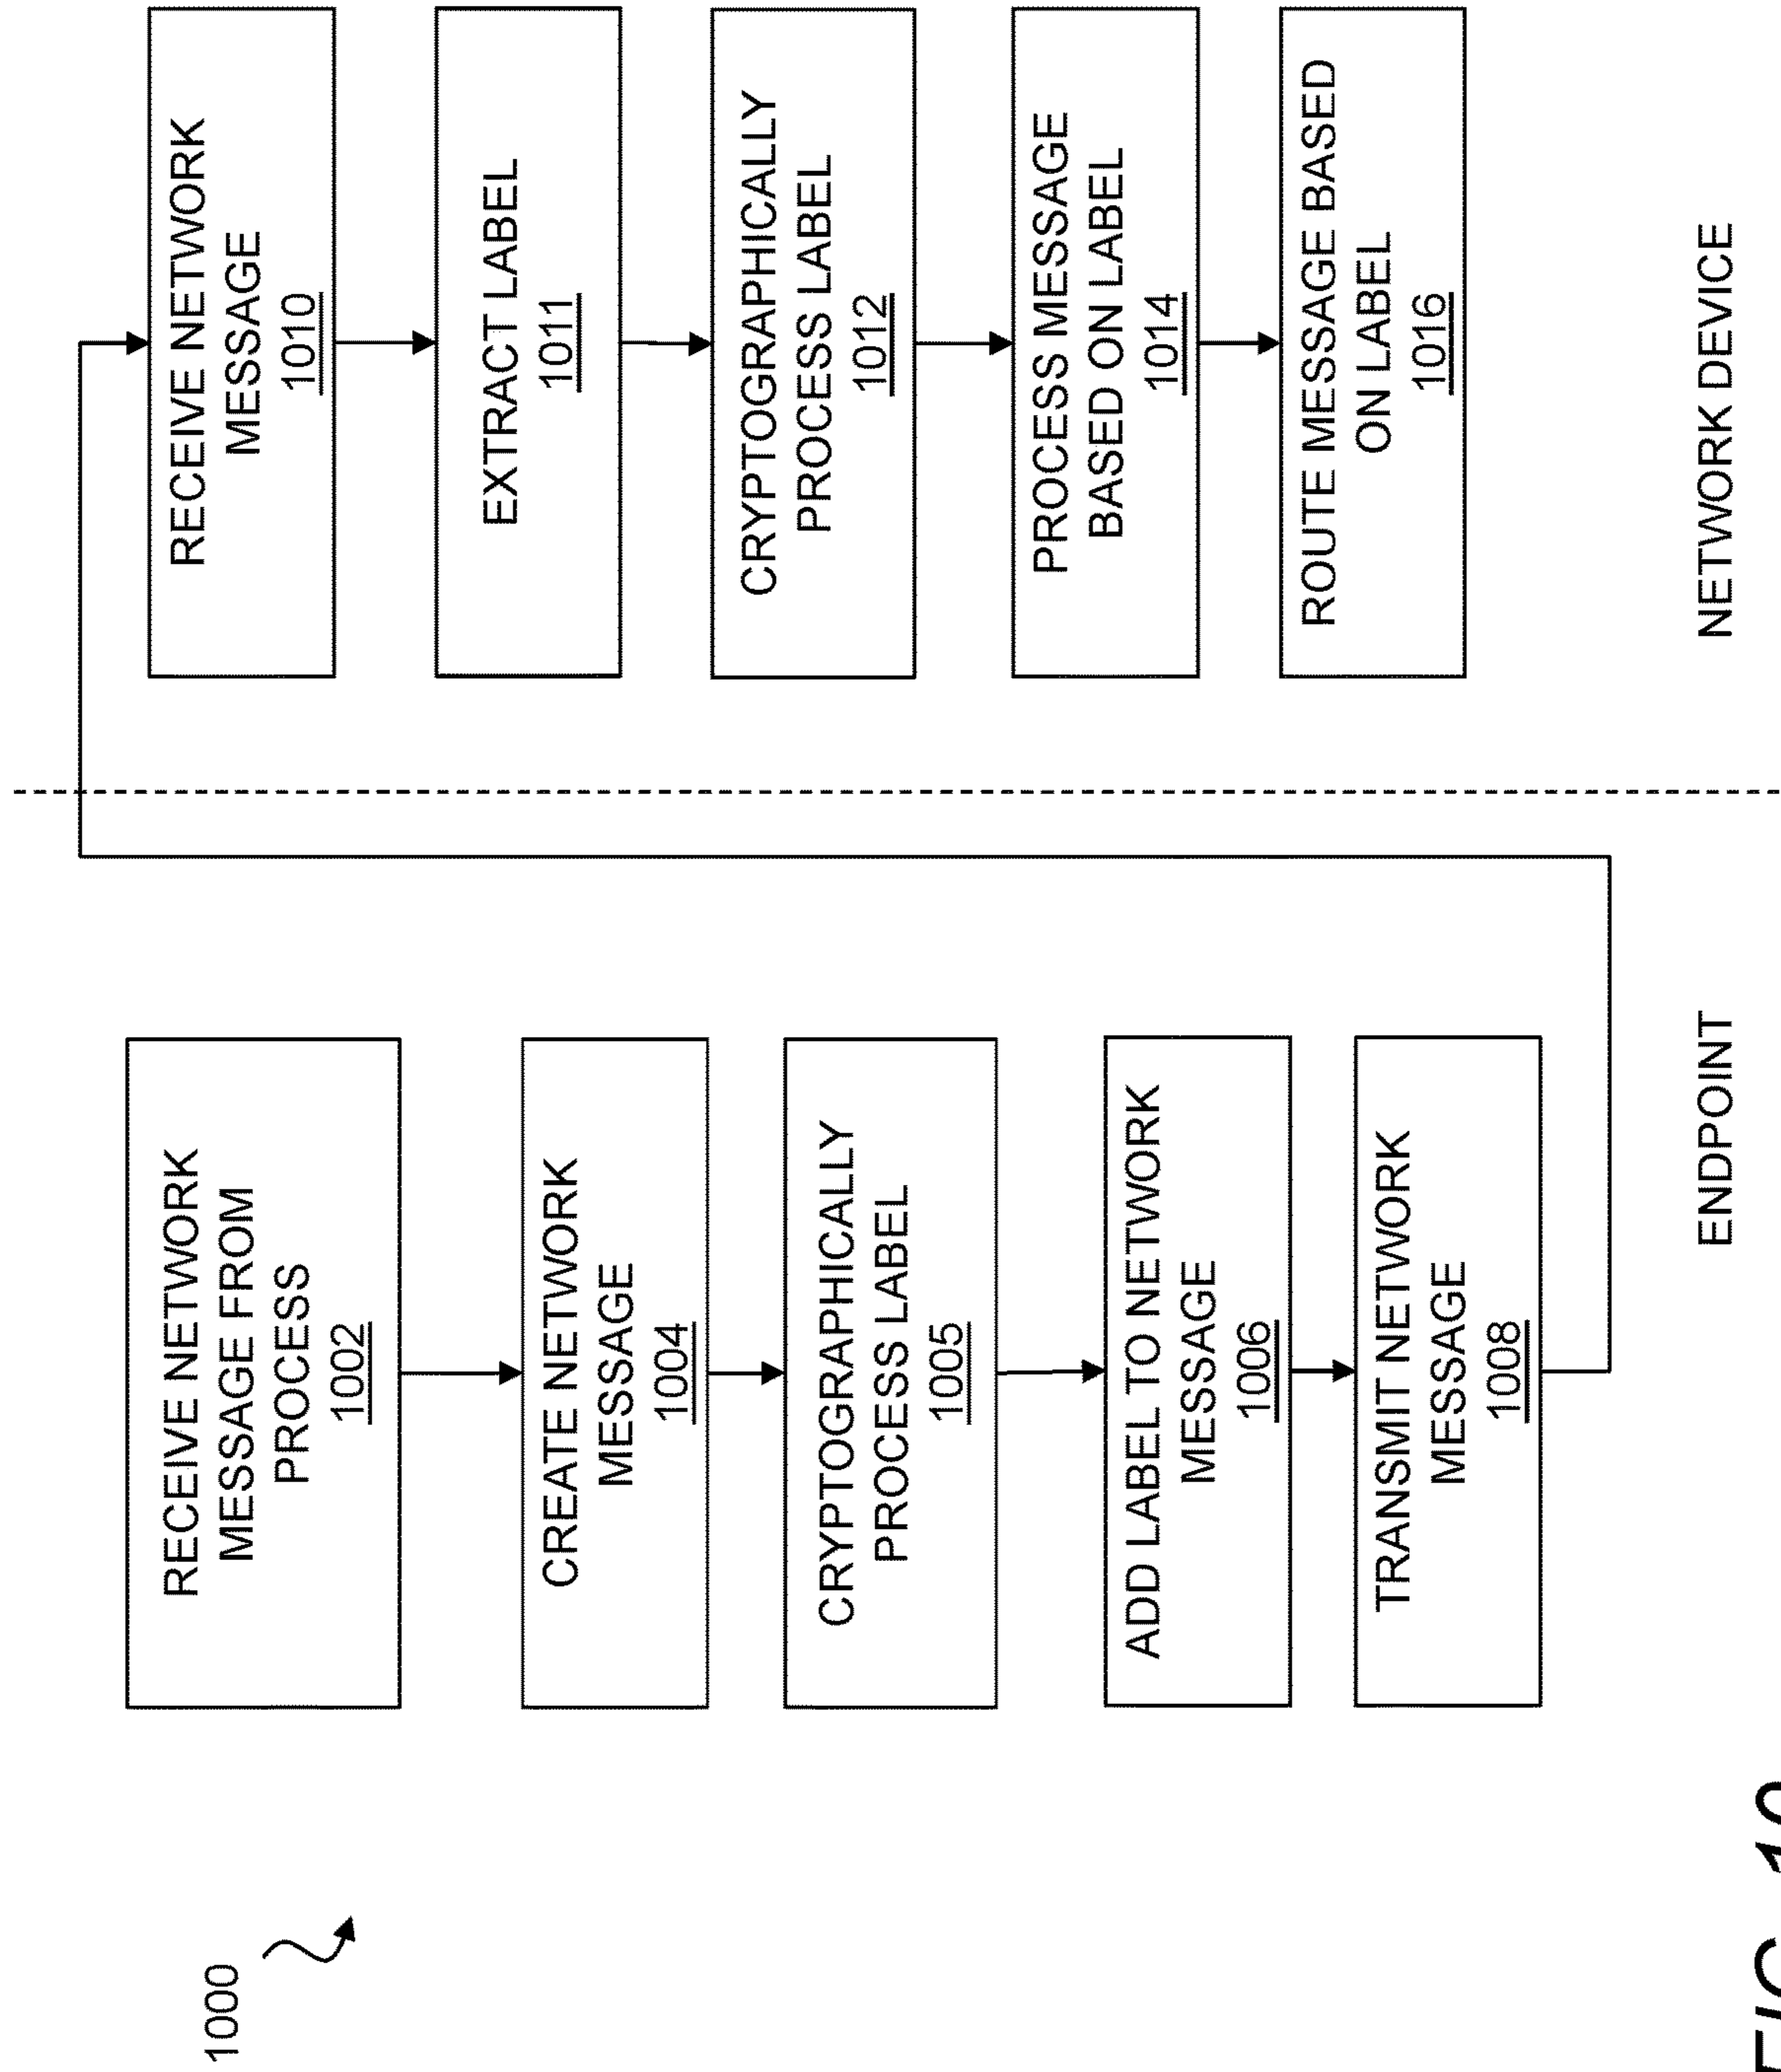 1000
RECEIVE NETWORK
MESSAGE FROM
PROCESS
1002
CREATE NETWORK
MESSAGE
1004
CRYPTOGRAPHICALLY
PROCESS LABEL
1005
ADD LABEL TO NETWORK
MESSAGE
1006
TRANSMIT NETWORK
MESSAGE
1008
ENDPOINT
RECEIVE NETWORK
MESSAGE
1010
EXTRACT LABEL
1011
CRYPTOGRAPHICALLY
PROCESS LABEL
1012
PROCESS MESSAGE
BASED ON LABEL
1014
ROUTE MESSAGE BASED
ON LABEL
1016
NETWORK DEVICE
FIG. 10